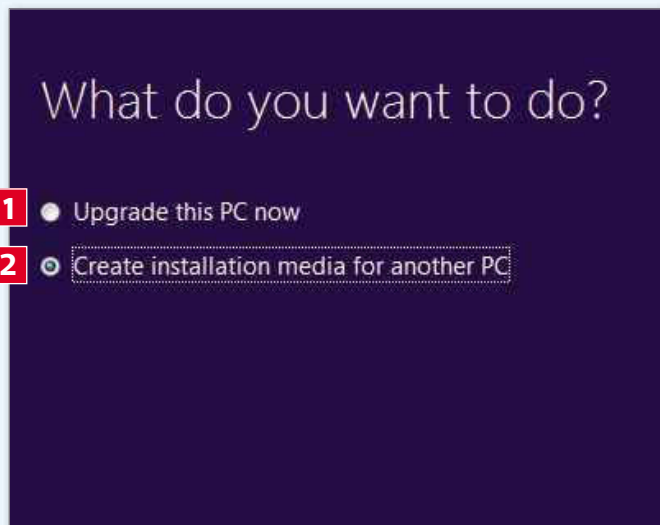 What do you want to do?
1 Upgrade this PC now
2 Create installation media for another PC